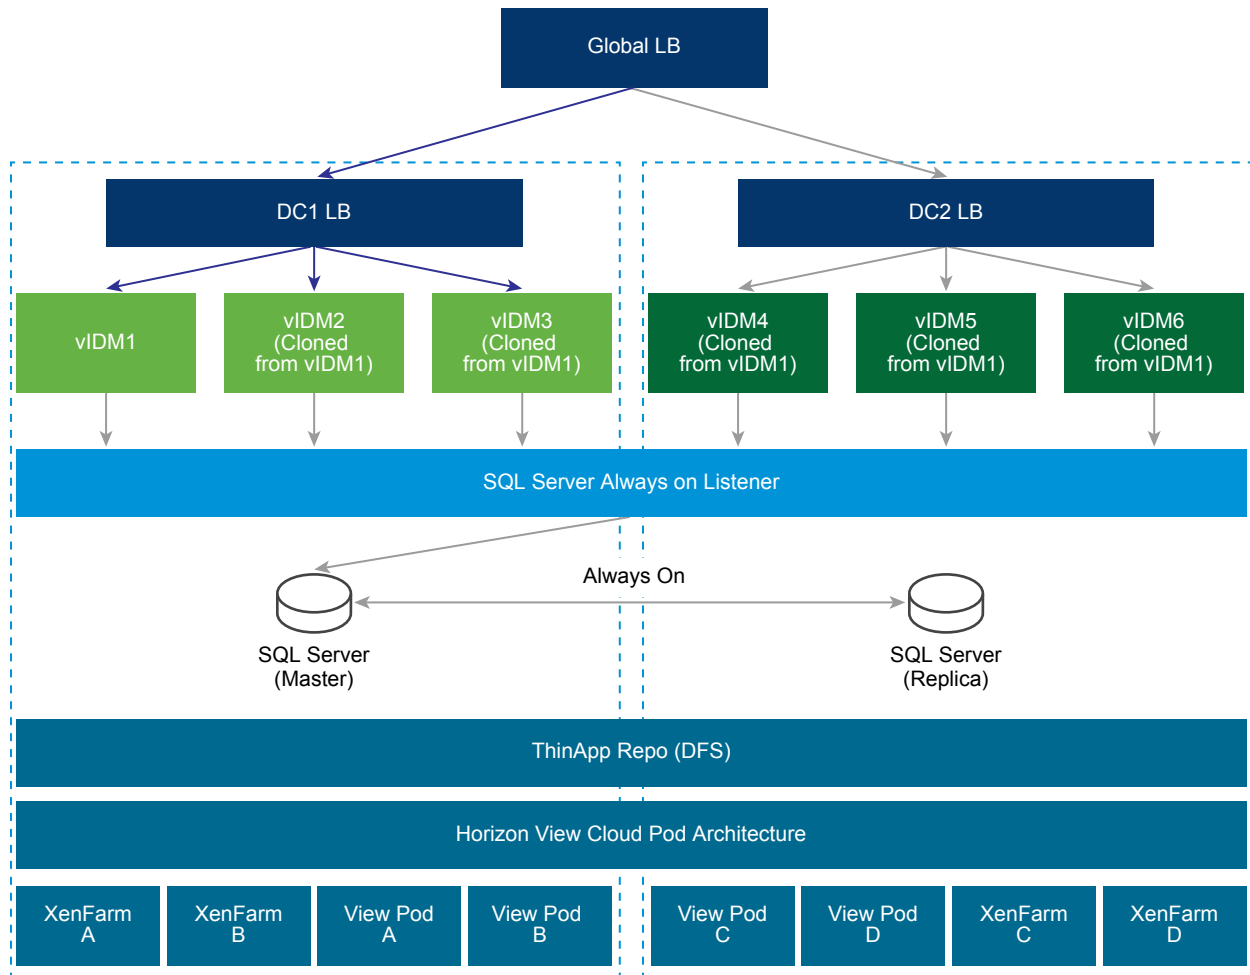 Global LB
DC1 LB
DC2 LB
vIDM1
vIDM2
(Cloned
from vIDM1)
vIDM3
(Cloned
from vIDM1)
vIDM4
(Cloned
from vIDM1)
vIDM5
(Cloned
from vIDM1)
vIDM6
(Cloned
from vIDM1)
SQL Server Always on Listener
Always On
SQL Server
(Master)
SQL Server
(Replica)
ThinApp Repo (DFS)
Horizon View Cloud Pod Architecture
XenFarm
A
XenFarm
B
View Pod
A
View Pod
B
View Pod
C
View Pod
D
XenFarm
C
XenFarm
D